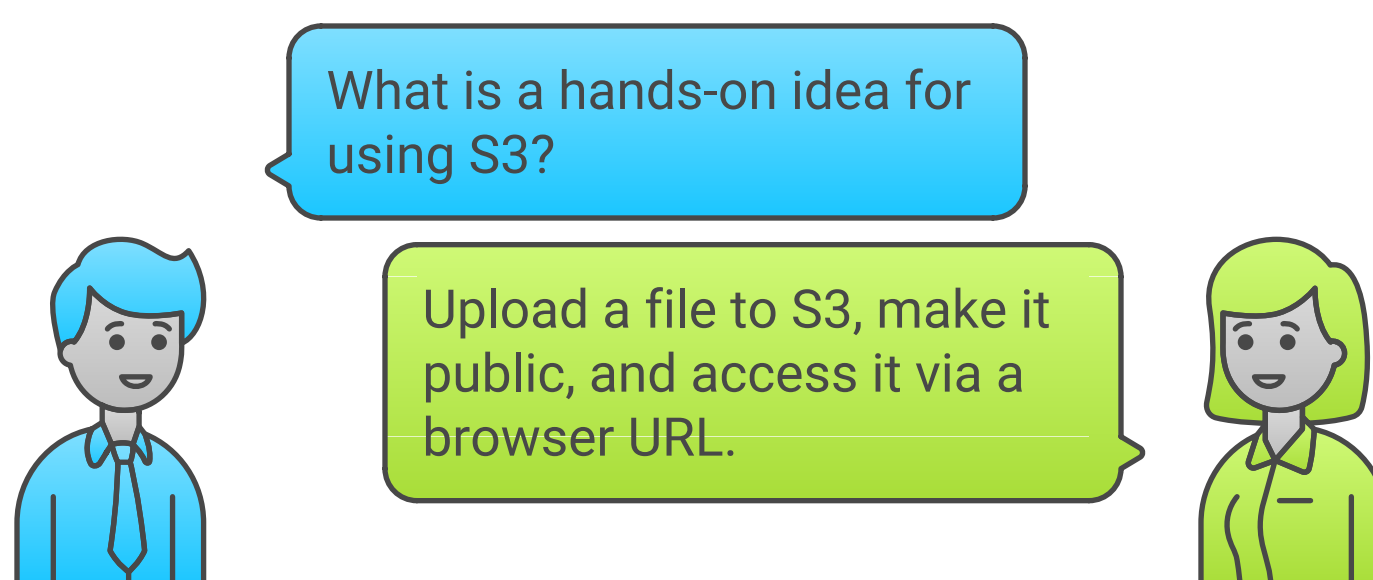 What is a hands-on idea for
using S3?
Upload a file to S3, make it
public, and access it via a
browser URL.